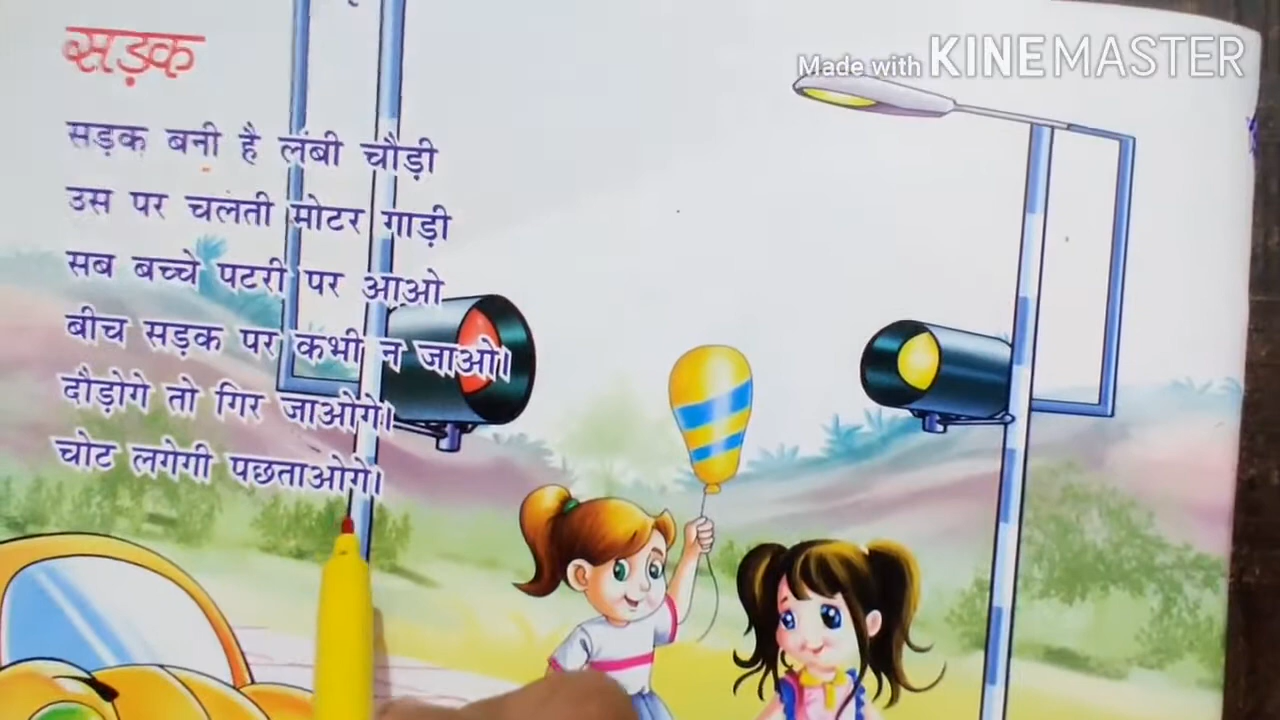 सड़क
Made with KINEMASTER
सड़क बनी है लंबी चौड़ी
उस पर चलती मोटर गाड़ी
सब बच्चे पटरी पर आओ
बीच सड़क पर कभी न जाओ।
दौड़ोगे तो गिर जाओगे।
चोट लगेगी पछताओगे।